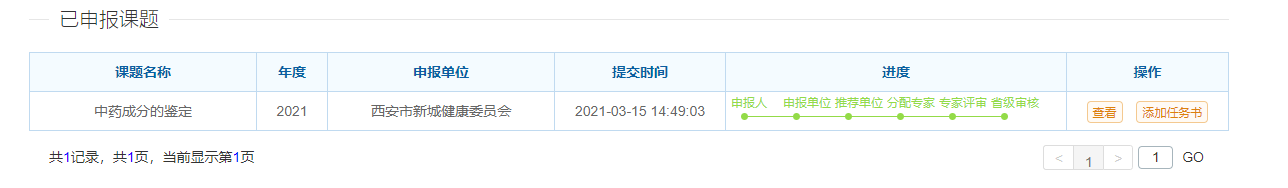 已申报课题
课题名称 年度 申报单位 提交时间 进度 操作
中药成分的鉴定 2021 西安市新城健康委员会 2021-03-15 14:49:03 申报人 申报单位 推荐单位 分配专家 专家评审 省级审核 查看 添加任务书
共1记录，共1页，当前显示第1页 < 1 > 1 GO